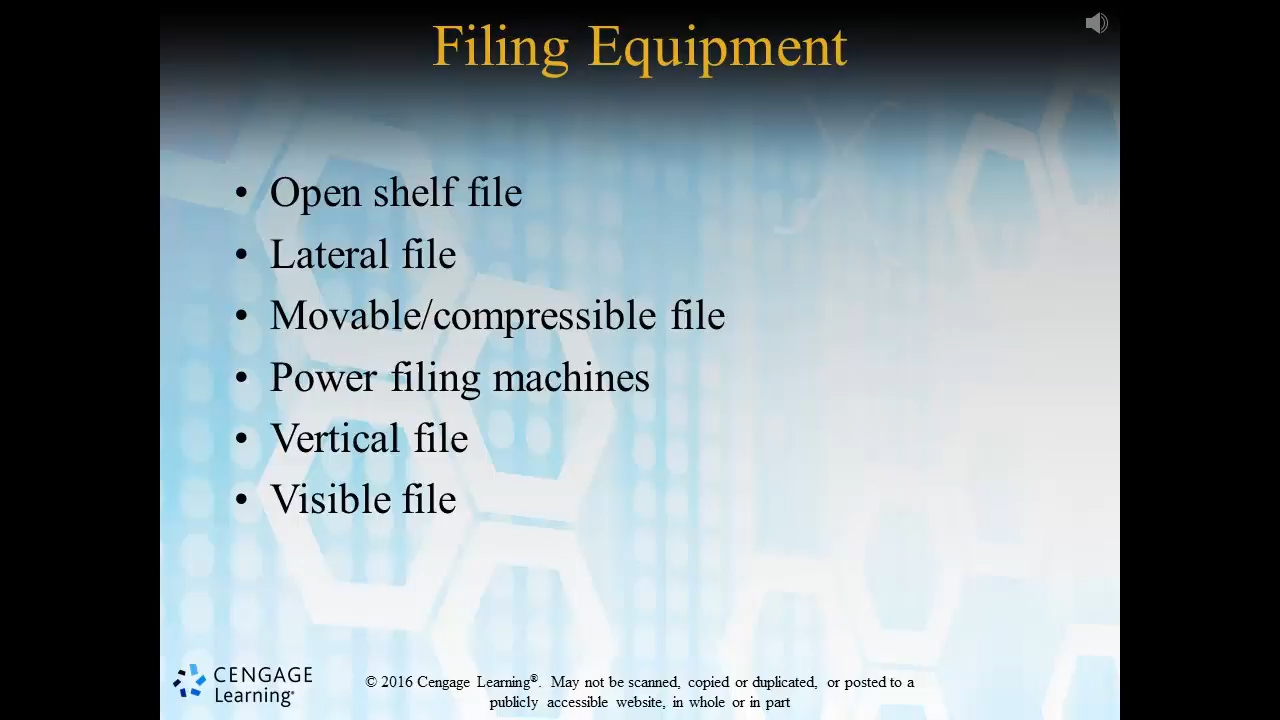 Filing Equipment
• Open shelf file
• Lateral file
• Movable/compressible file
• Power filing machines
• Vertical file
• Visible file
CENGAGE
Learning®
© 2016 Cengage Learning®. May not be scanned, copied or duplicated, or posted to a
publicly accessible website, in whole or in part